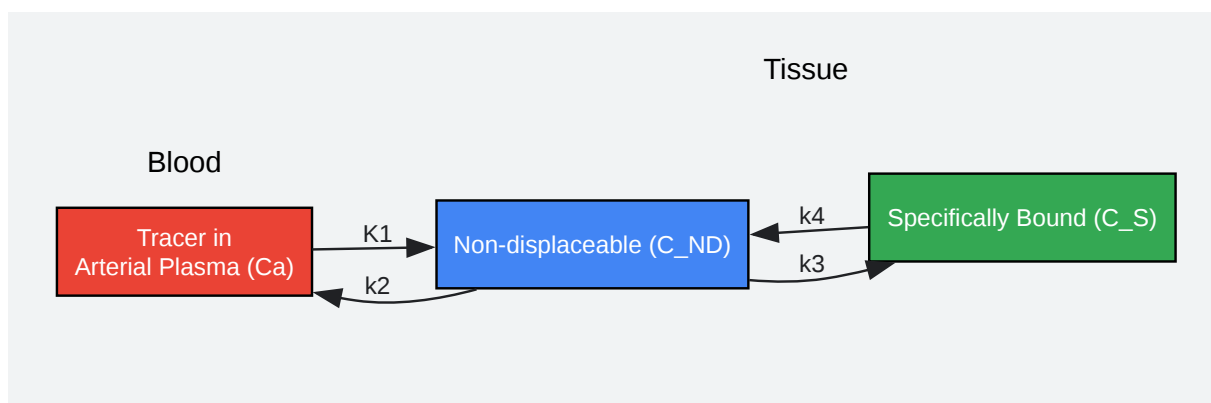 Tissue
Blood
Tracer in
Arterial Plasma (Ca)
K1
k2
Non-displaceable (C_ND)
k4
k3
Specifically Bound (C_S)